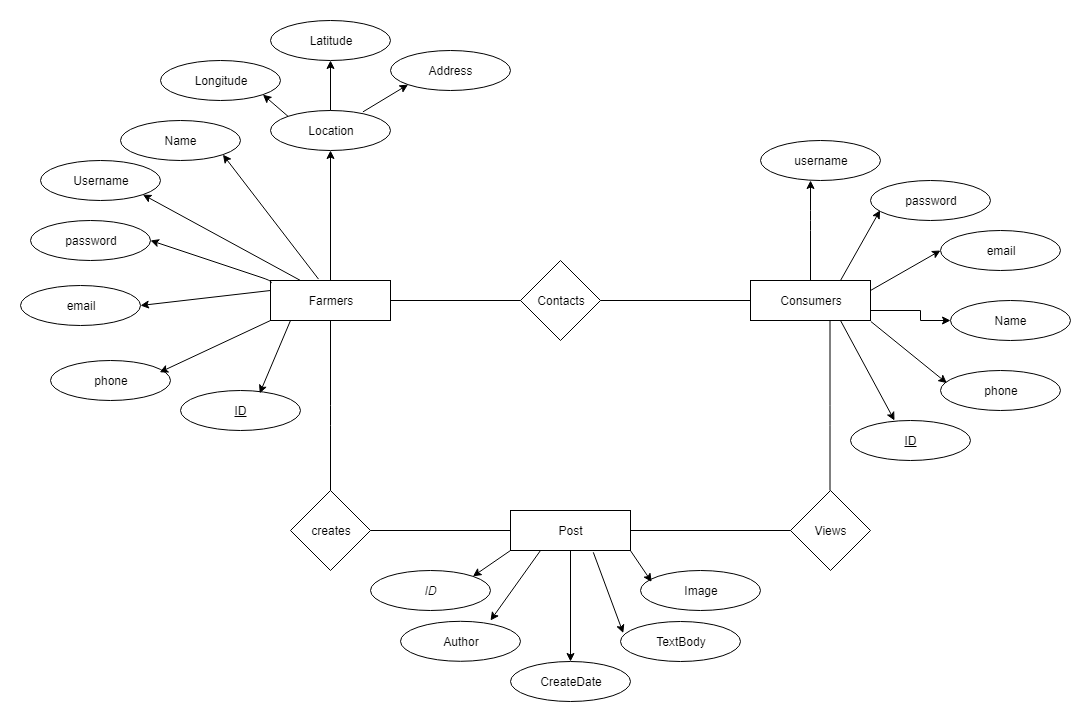 Latitude
Longitude
Address
Location
Name
Username
password
email
phone
ID
Farmers
Contacts
Consumers
username
password
email
Name
phone
ID
creates
Post
Views
ID
Author
CreateDate
TextBody
Image